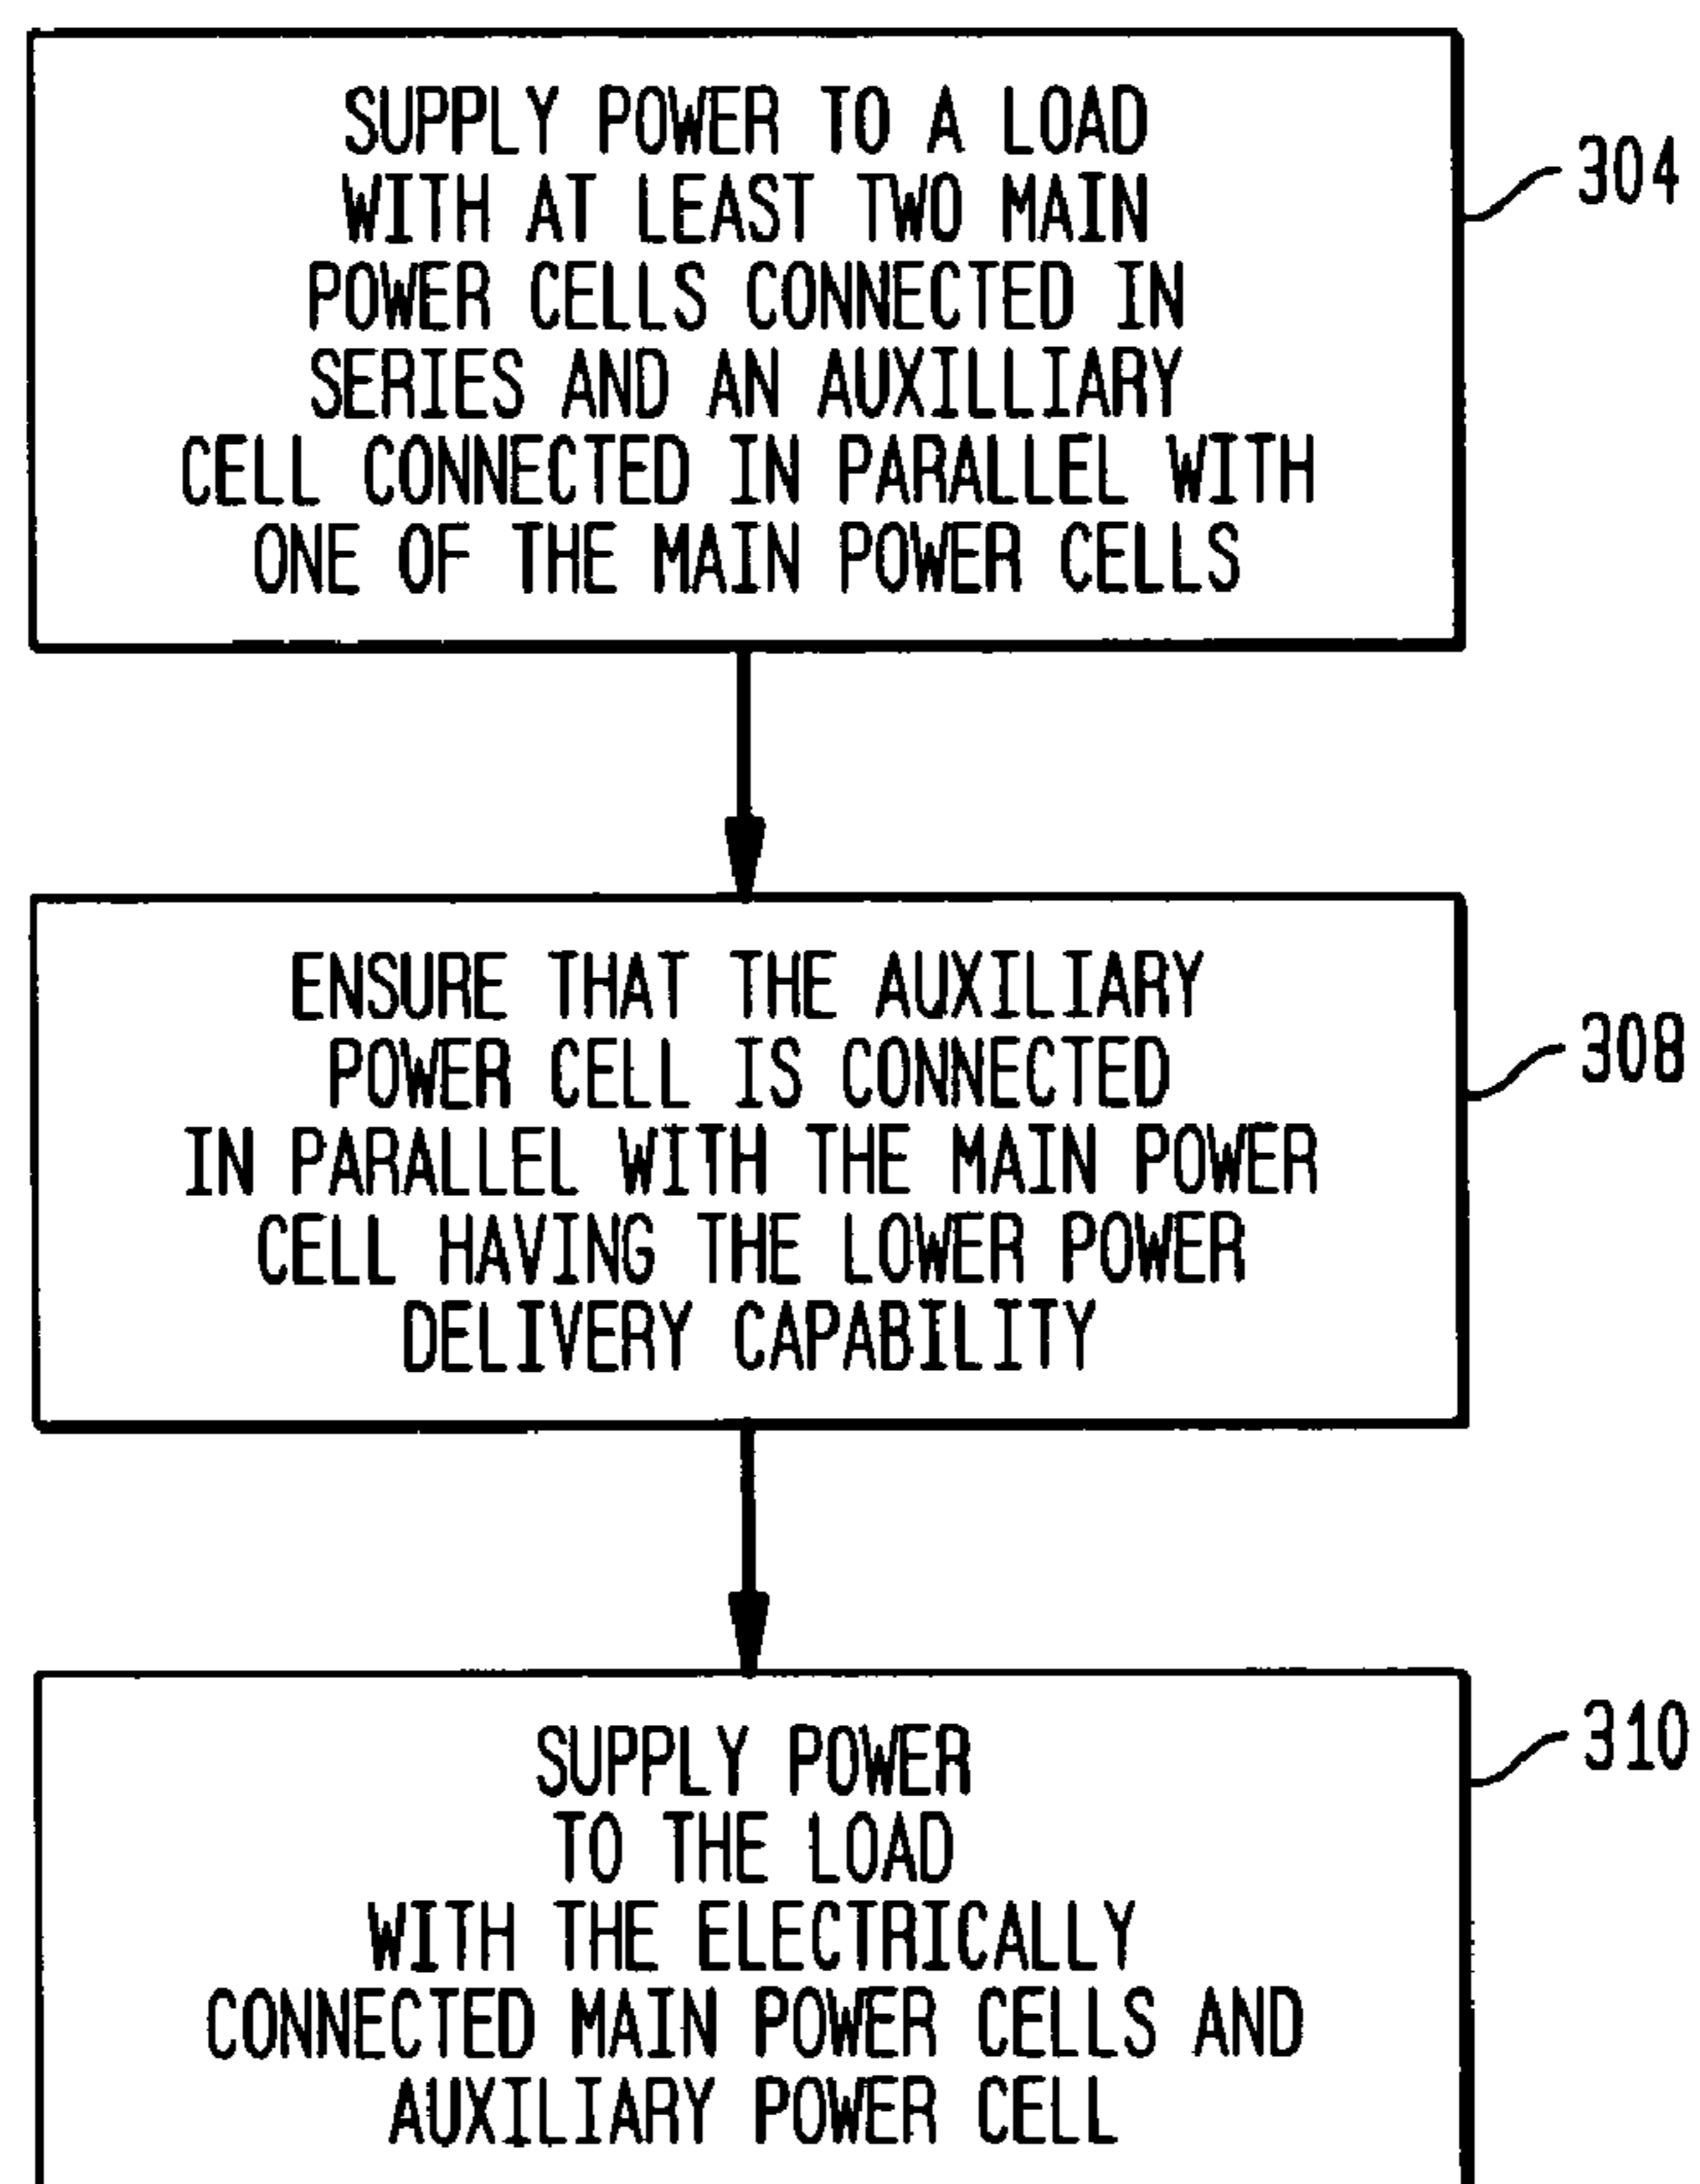 SUPPLY POWER TO A LOAD
WITH AT LEAST TWO MAIN
POWER CELLS CONNECTED IN
SERIES AND AN AUXILLIARY
CELL CONNECTED IN PARALLEL WITH
ONE OF THE MAIN POWER CELLS
304
ENSURE THAT THE AUXILIARY
POWER CELL IS CONNECTED
IN PARALLEL WITH THE MAIN POWER
CELL HAVING THE LOWER POWER
DELIVERY CAPABILITY
308
SUPPLY POWER
TO THE LOAD
WITH THE ELECTRICALLY
CONNECTED MAIN POWER CELLS AND
AUXILIARY POWER CELL
310